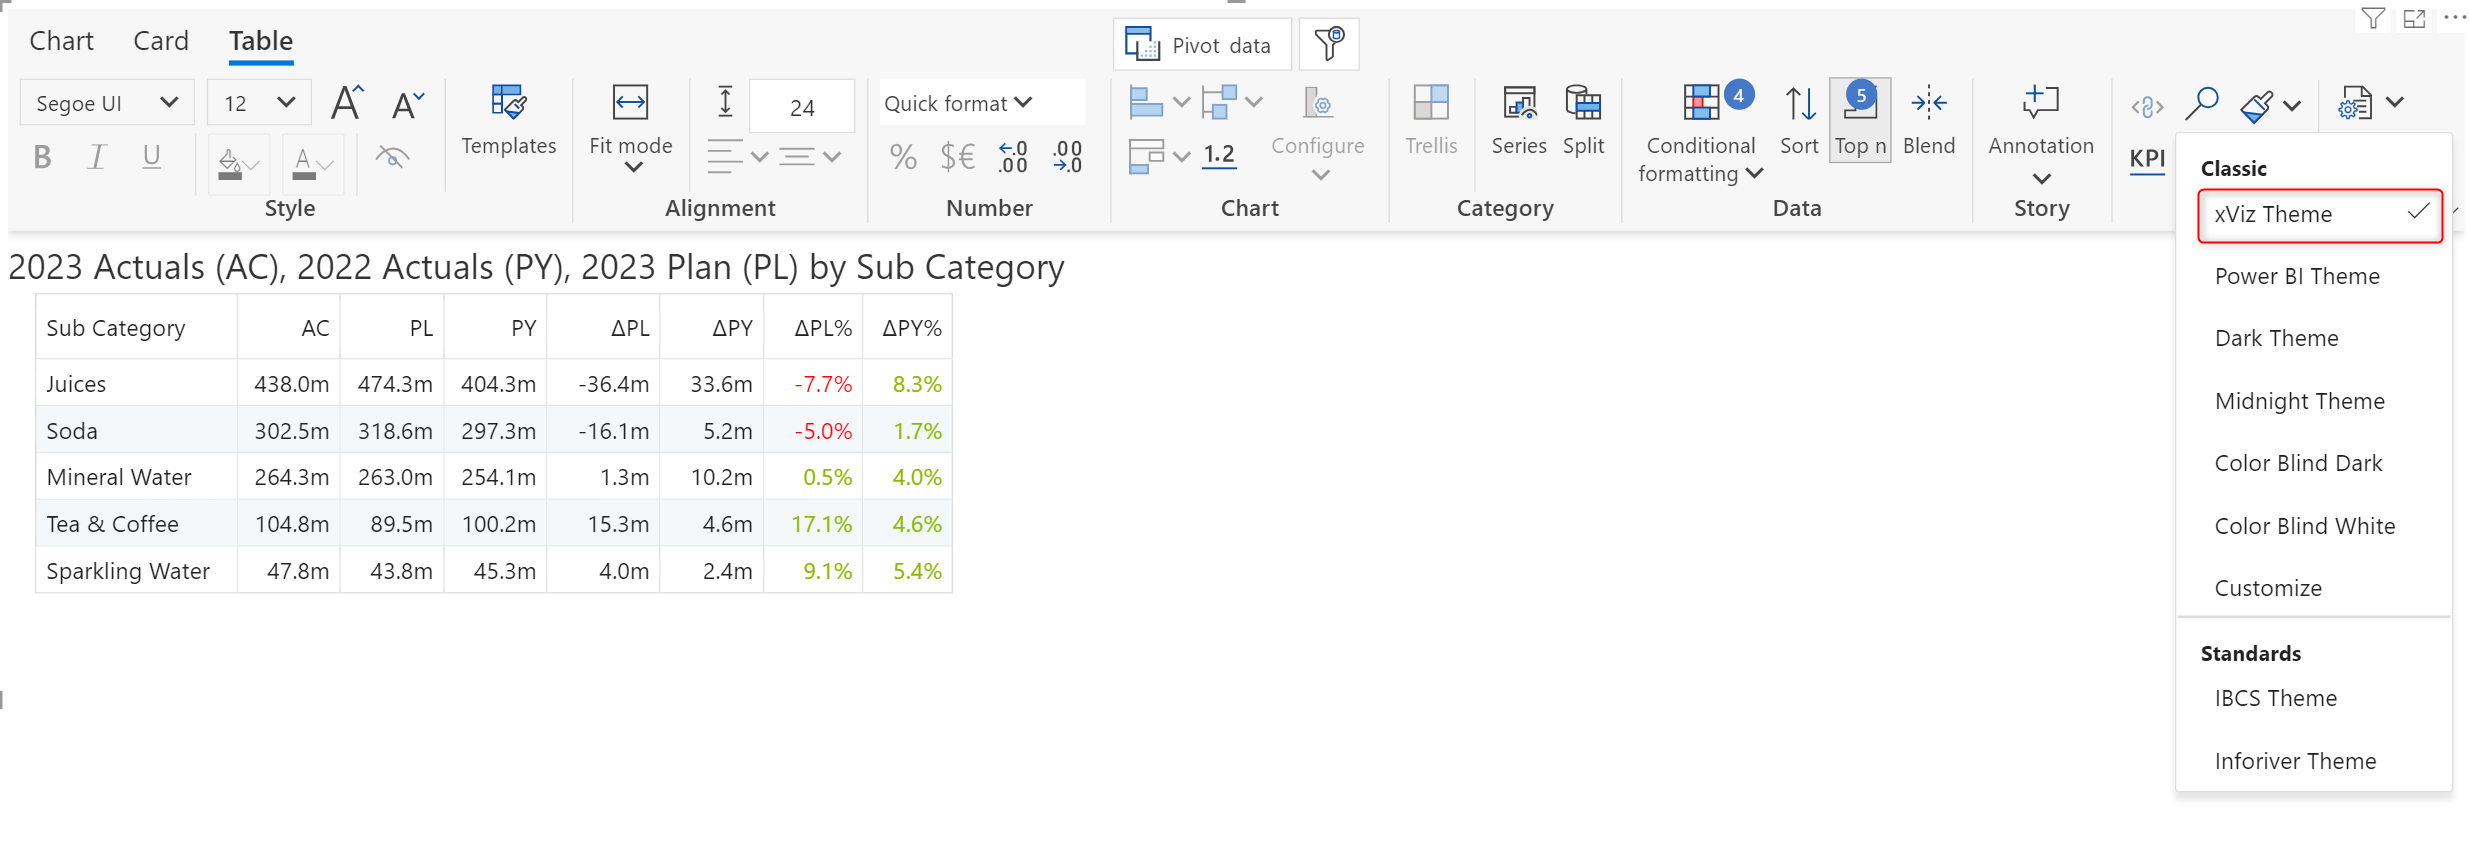 Chart Card Table
Pivot data
Segoe UI 12 A A
Templates
Fit mode
24
Quick format
B I U A
% $€ .0 .00 .00 .0
1.2
Configure
Trellis
Series Split
4
Conditional
formatting
Sort
5
Top n
Blend
Annotation
KPI
Style Alignment Number Chart Category Data Story
2023 Actuals (AC), 2022 Actuals (PY), 2023 Plan (PL) by Sub Category
Sub Category AC PL PY ΔPL ΔPY ΔPL% ΔPY%
Juices 438.0m 474.3m 404.3m -36.4m 33.6m -7.7% 8.3%
Soda 302.5m 318.6m 297.3m -16.1m 5.2m -5.0% 1.7%
Mineral Water 264.3m 263.0m 254.1m 1.3m 10.2m 0.5% 4.0%
Tea & Coffee 104.8m 89.5m 100.2m 15.3m 4.6m 17.1% 4.6%
Sparkling Water 47.8m 43.8m 45.3m 4.0m 2.4m 9.1% 5.4%
Classic
xViz Theme
Power BI Theme
Dark Theme
Midnight Theme
Color Blind Dark
Color Blind White
Customize
Standards
IBCS Theme
Inforiver Theme